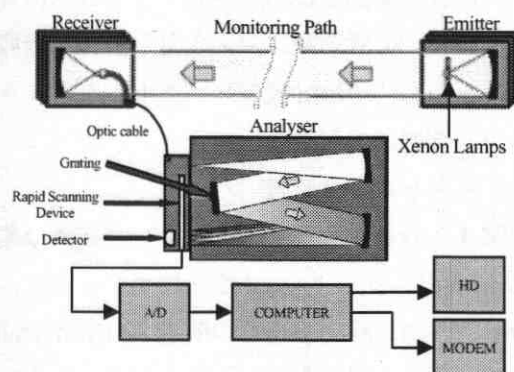 Receiver
Monitoring Path
Emitter
Optic cable
Analyser
Xenon Lamps
Grating
Rapid Scanning
Device
Detector
A/D
COMPUTER
HD
MODEM